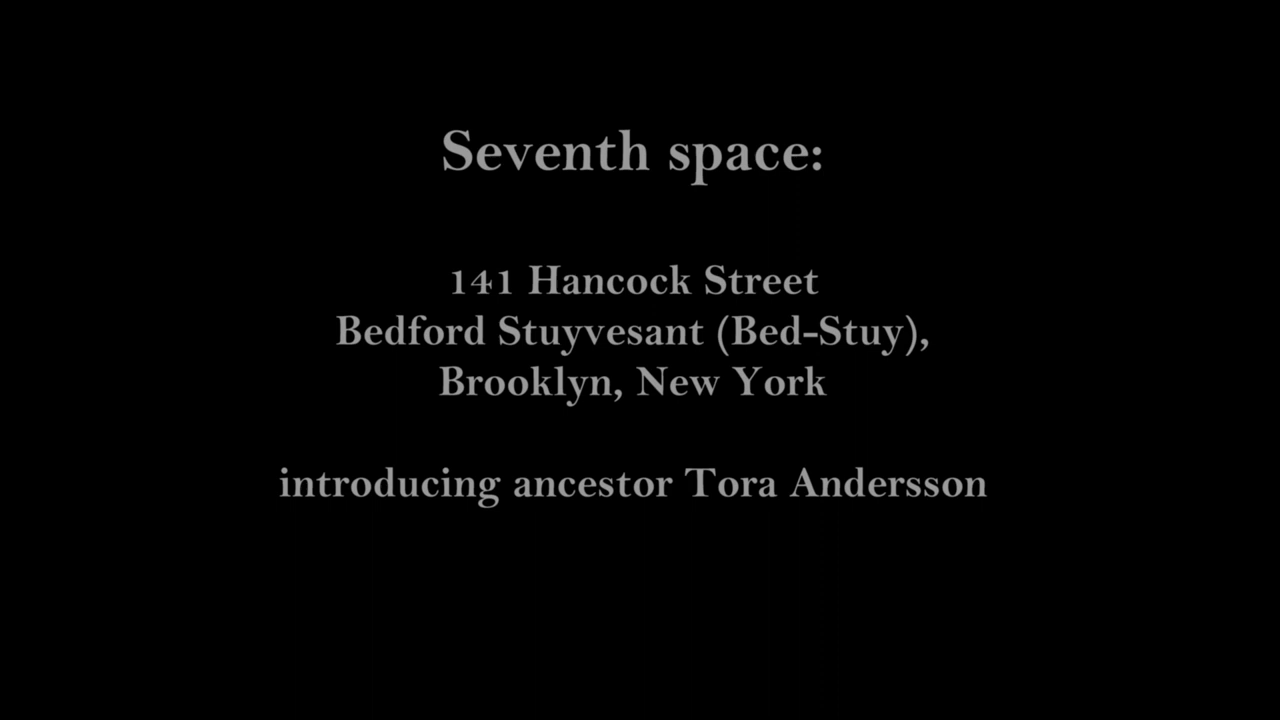 Seventh space:
141 Hancock Street
Bedford Stuyvesant (Bed-Stuy),
Brooklyn, New York
introducing ancestor Tora Andersson